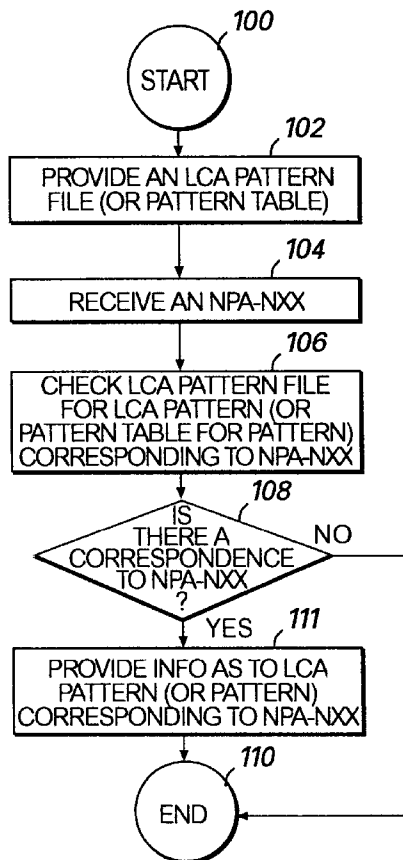 100
START
102
PROVIDE AN LCA PATTERN
FILE (OR PATTERN TABLE)
104
RECEIVE AN NPA-NXX
106
CHECK LCA PATTERN FILE
FOR LCA PATTERN (OR
PATTERN TABLE FOR PATTERN)
CORRESPONDING TO NPA-NXX
108
IS
THERE A
CORRESPONDENCE
TO NPA-NXX
?
NO
YES
111
PROVIDE INFO AS TO LCA
PATTERN (OR PATTERN)
CORRESPONDING TO NPA-NXX
110
END